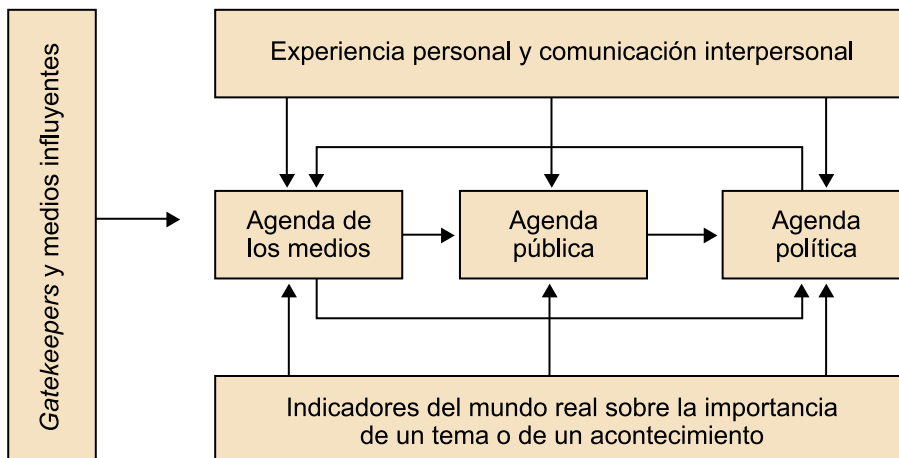 Gatekeepers y medios influyentes
Experiencia personal y comunicación interpersonal
Agenda de
los medios
Agenda
pública
Agenda
política
Indicadores del mundo real sobre la importancia
de un tema o de un acontecimiento